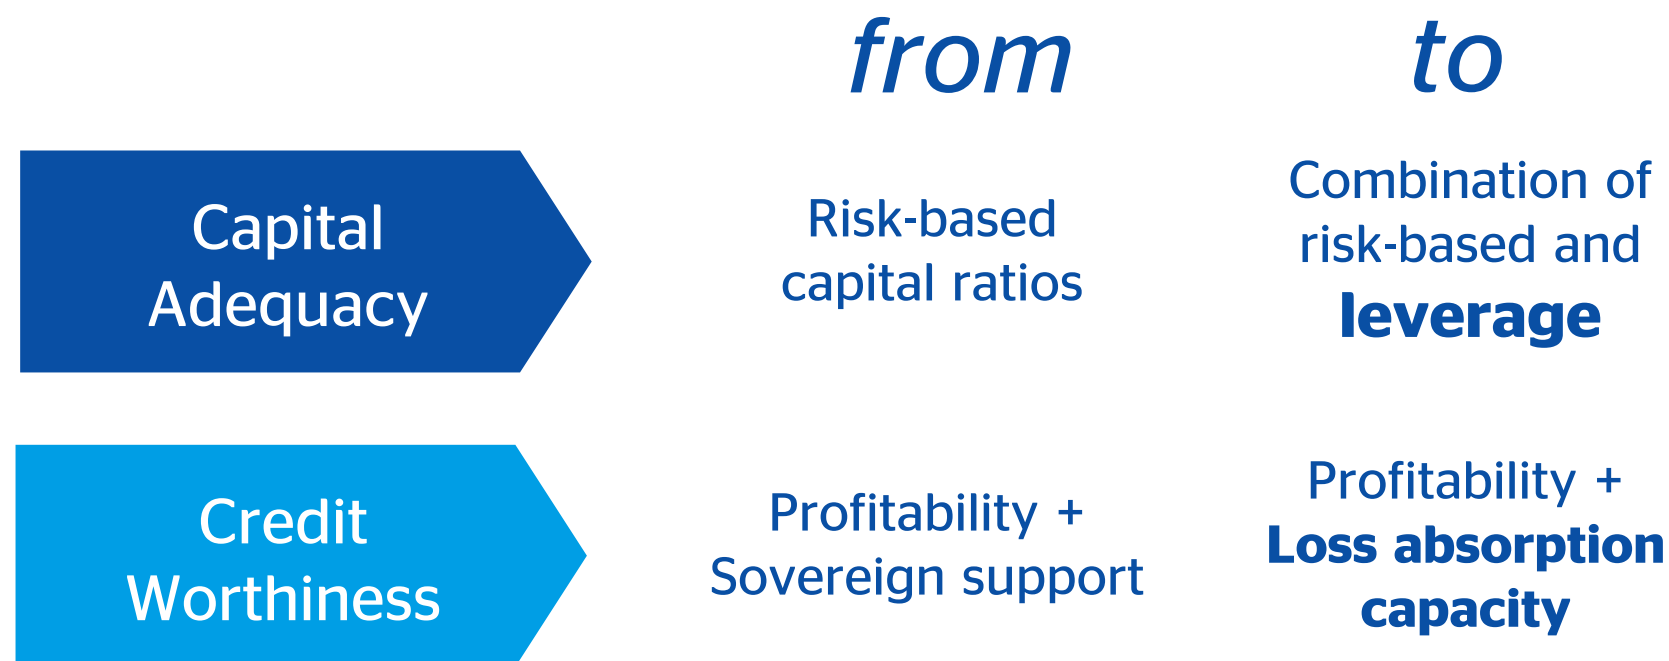 from
to
Capital
Adequacy
Risk-based
capital ratios
Combination of
risk-based and
leverage
Credit
Worthiness
Profitability +
Sovereign support
Profitability +
Loss absorption
capacity